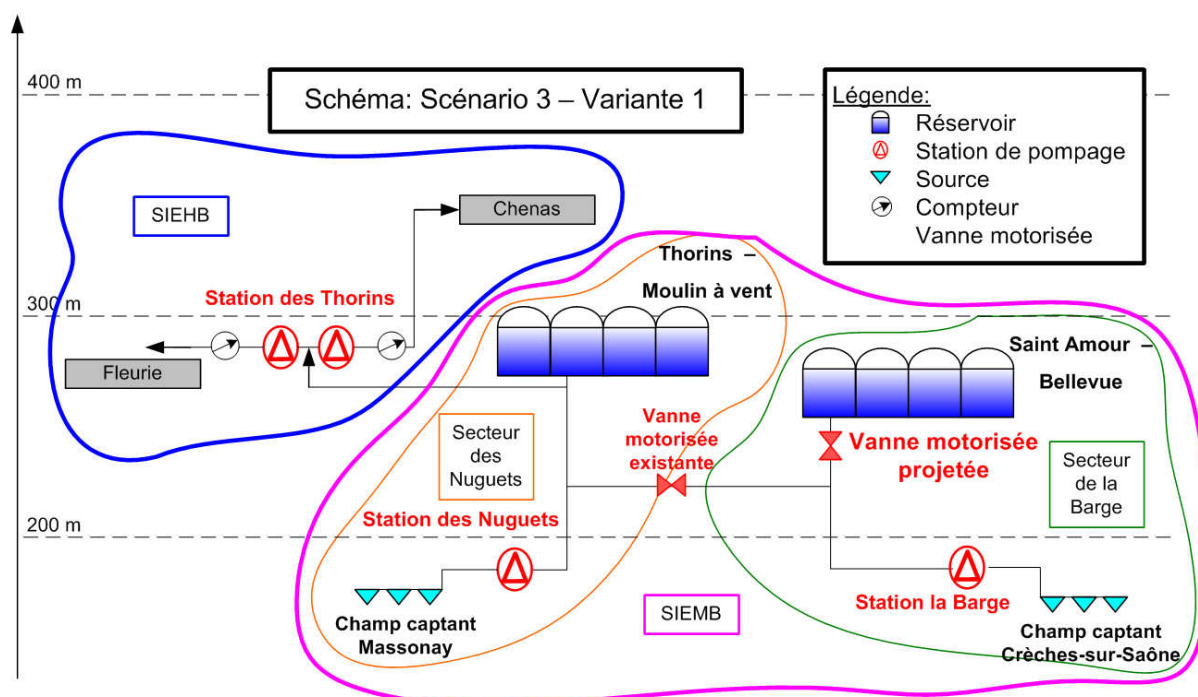 400 m
Schéma: Scénario 3 – Variante 1
Légende:
Réservoir
Station de pompage
Source
Compteur
Vanne motorisée
SIEHB
Chenas
Station des Thorins
300 m
Fleurie
Thorins –
Moulin à vent
Saint Amour –
Bellevue
Vanne
motorisée
existante
Vanne motorisée
projetée
Secteur
des
Nuguets
Secteur
de la
Barge
Station des Nuguets
200 m
Champ captant
Massonay
SIEMB
Station la Barge
Champ captant
Crèches-sur-Saône